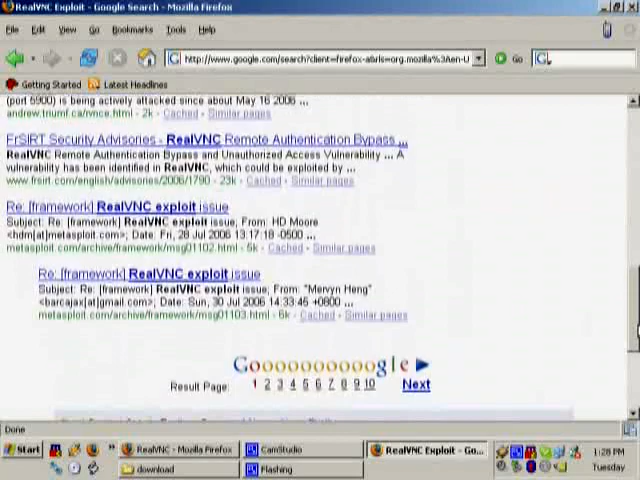 RealVNC Exploit - Google Search - Mozilla Firefox
File Edit View Go Bookmarks Tools Help
http://www.google.com/search?client=firefox-a&rls=org.mozilla%3Aen-U Go
Getting Started Latest Headlines
(port 5900) is being actively attacked since about May 16 2006 ...
andrew.triumf.ca/rvnce.html - 2k - Cached - Similar pages
FrSIRT Security Advisories - RealVNC Remote Authentication Bypass ...
RealVNC Remote Authentication Bypass and Unauthorized Access Vulnerability ... A
vulnerability has been identified in RealVNC, which could be exploited by ...
www.frsirt.com/english/advisories/2006/1790 - 23k - Cached - Similar pages
Re: [framework] RealVNC exploit issue
Subject: Re: [framework] RealVNC exploit issue; From: HD Moore
<hdm[at]metasploit.com>; Date: Fri, 28 Jul 2006 13:17:18 -0500 ...
metasploit.com/archive/framework/msg01102.html - 5k - Cached - Similar pages
Re: [framework] RealVNC exploit issue
Subject: Re: [framework] RealVNC exploit issue; From: "Mervyn Heng"
<barcajax[at]gmail.com>; Date: Sun, 30 Jul 2006 14:33:45 +0800 ...
metasploit.com/archive/framework/msg01103.html - 6k - Cached - Similar pages
Goooooooooogle
Result Page: 1 2 3 4 5 6 7 8 9 10 Next
Done
Start RealVNC - Mozilla Firefox CamStudio RealVNC Exploit - Go... 1:28 PM
download Flashing Tuesday